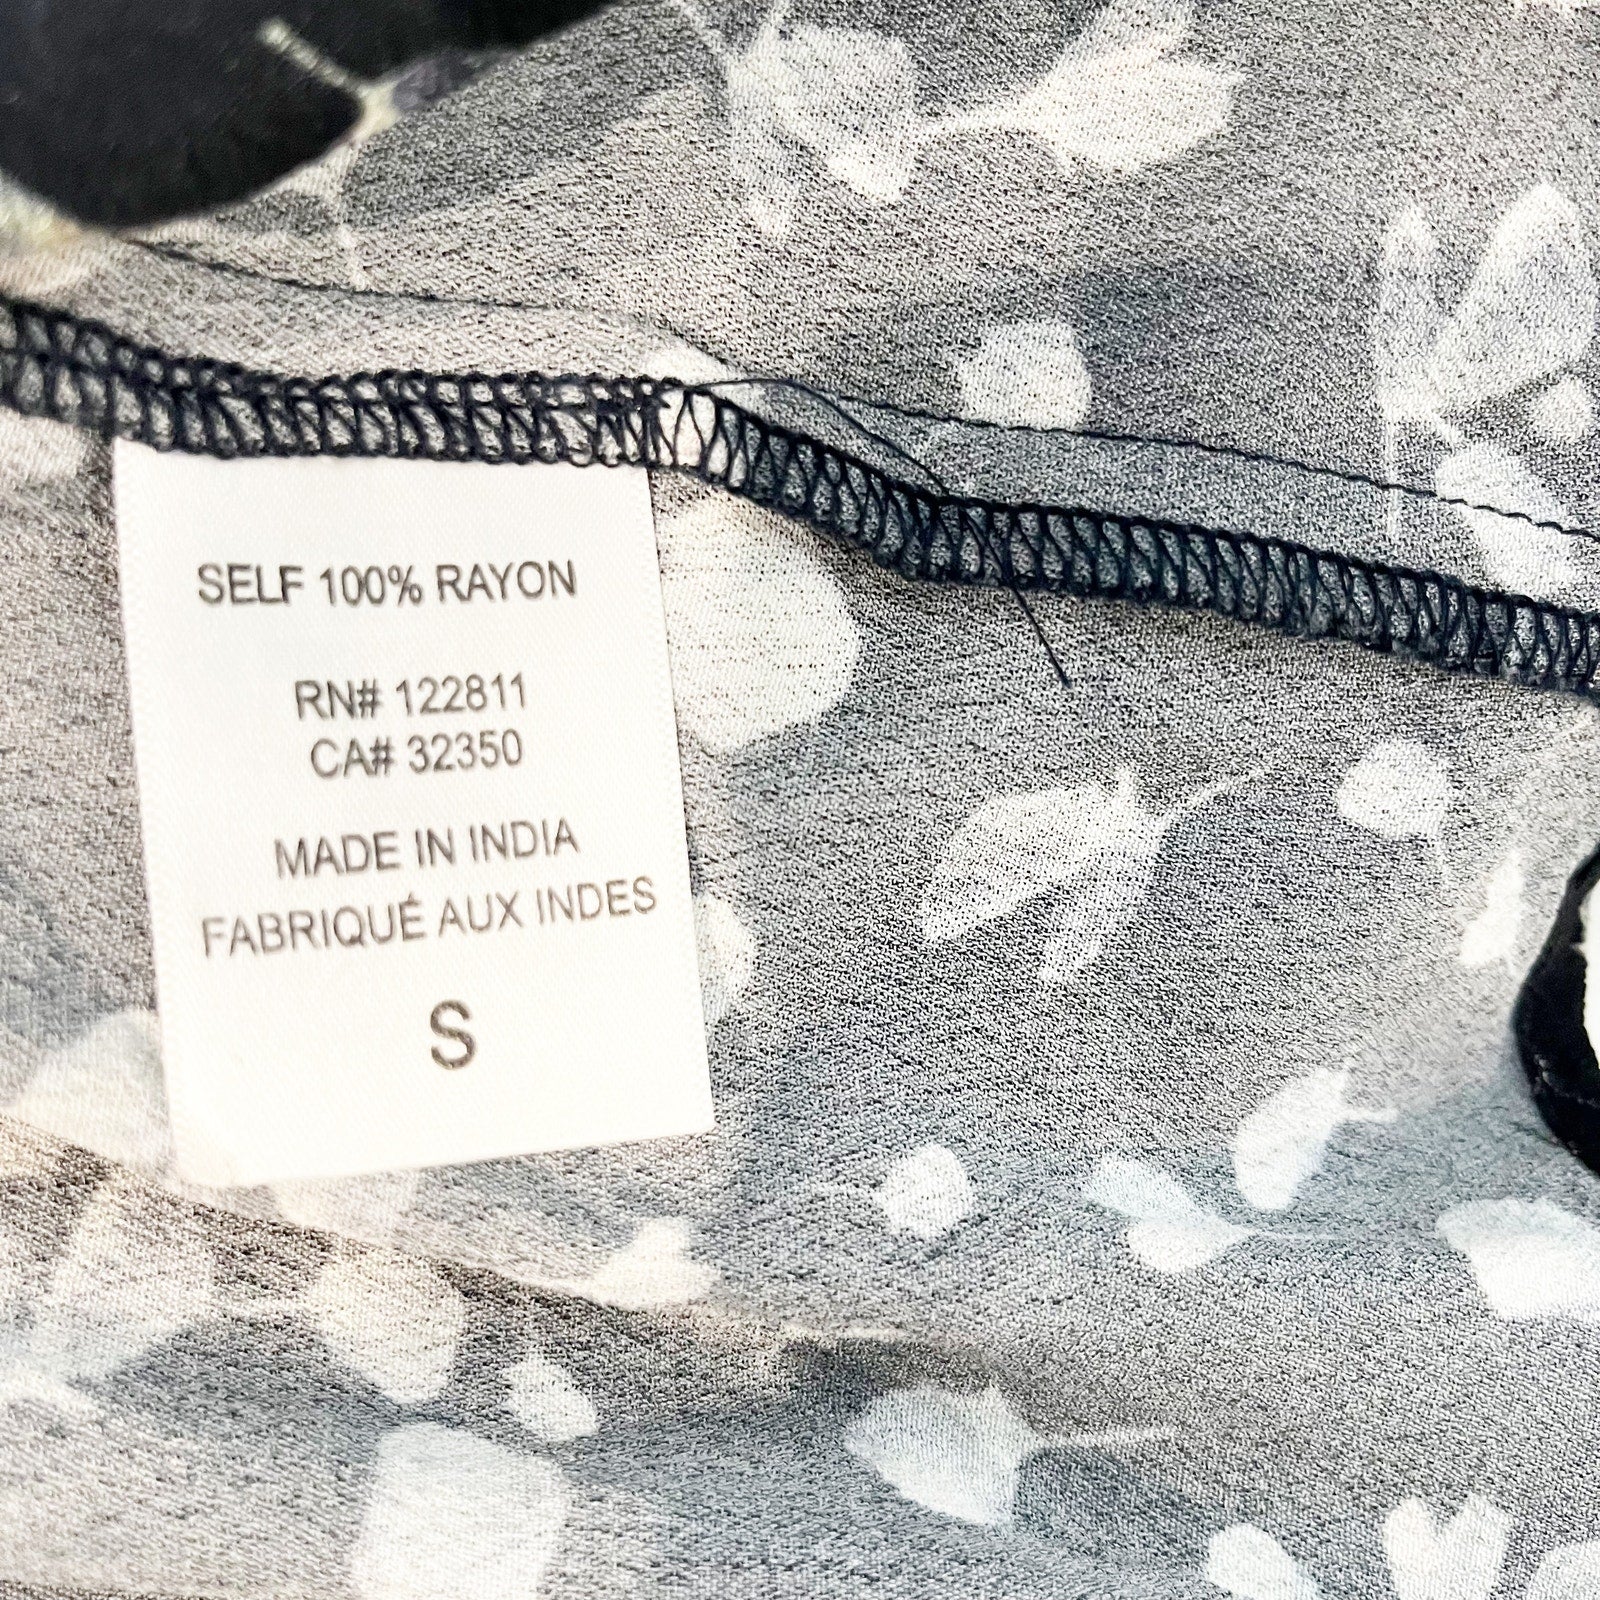 SELF 100% RAYON
RN# 122811
CA# 32350
MADE IN INDIA
FABRIQUÉ AUX INDES
S